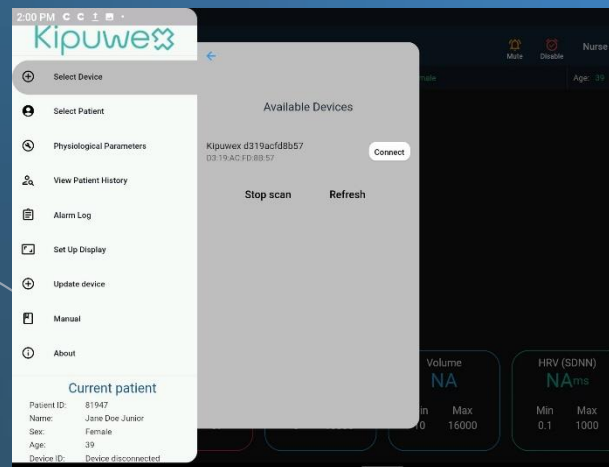 2:00 PM
Kipuwex
Mute
Disable
Nurse
Select Device
Age: 39
Available Devices
Select Patient
Physiological Parameters
Kipuwex d319acfd8b57
D3:19:AC:FD:8B:57
Connect
View Patient History
Stop scan
Refresh
Alarm Log
Set Up Display
Update device
Manual
About
Volume
HRV (SDNN)
NA
NAms
Current patient
Patient ID: 81947
Name: Jane Doe Junior
Sex: Female
Age: 39
Device ID: Device disconnected
Max
16000
Min
0.1
Max
1000